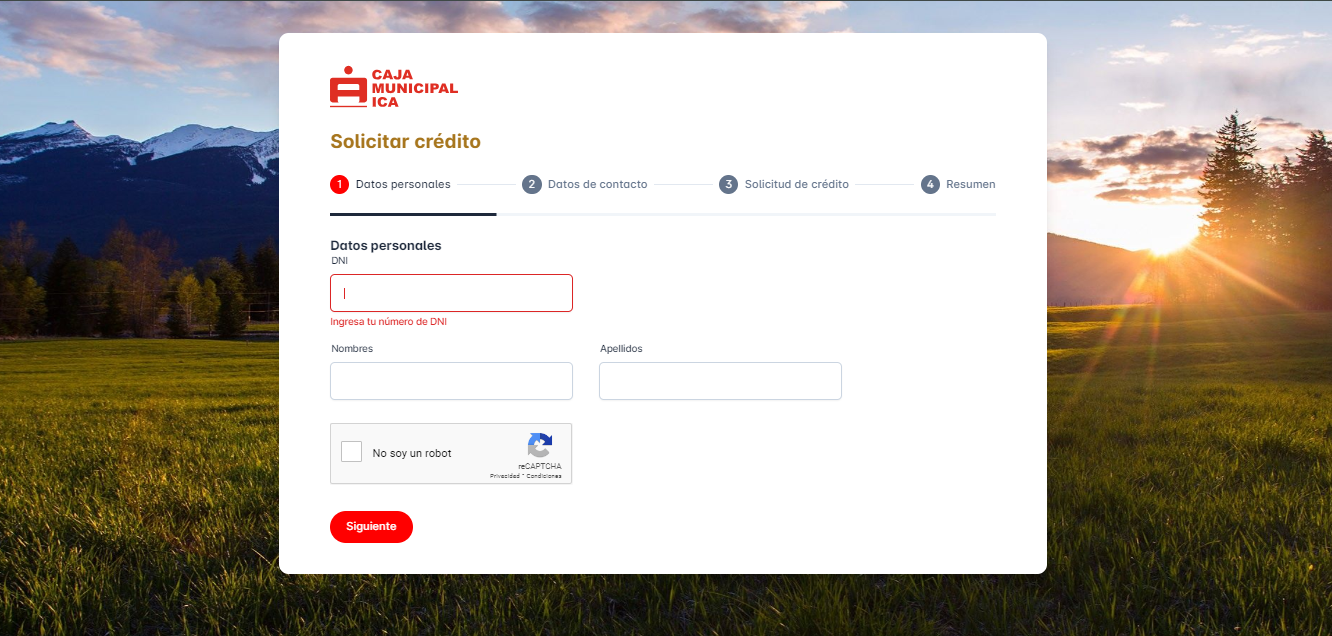 CAJA
MUNICIPAL
ICA
Solicitar crédito
1 Datos personales 2 Datos de contacto 3 Solicitud de crédito 4 Resumen
Datos personales
DNI
Ingresa tu número de DNI
Nombres Apellidos
No soy un robot
reCAPTCHA
Privacidad - Condiciones
Siguiente